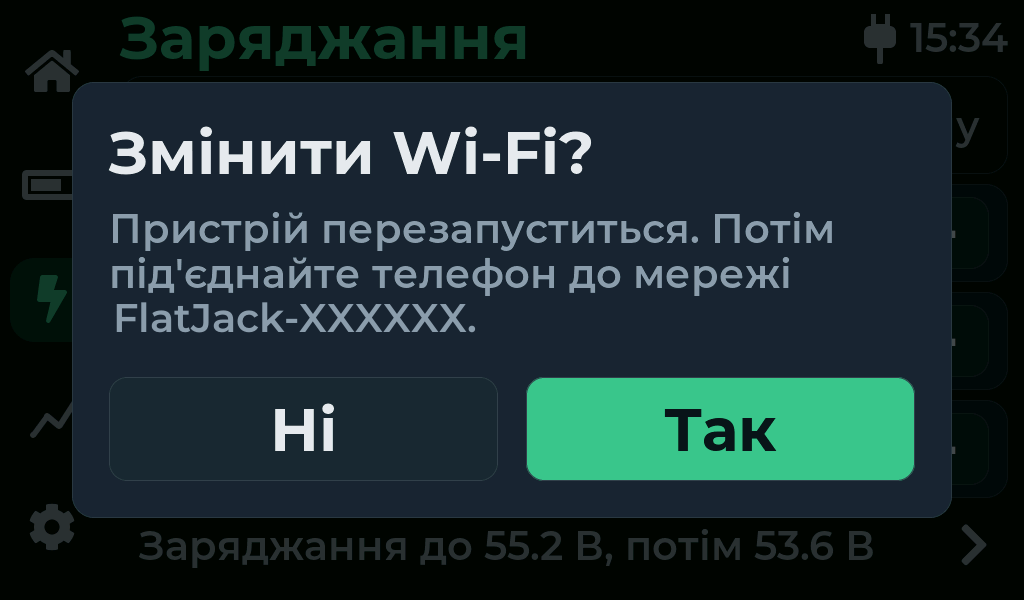 Заряджання
15:34
у
Змінити Wi-Fi?
Пристрій перезапуститься. Потім
під'єднайте телефон до мережі
FlatJack-XXXXXX.
Ні
Так
Заряджання до 55.2 В, потім 53.6 В